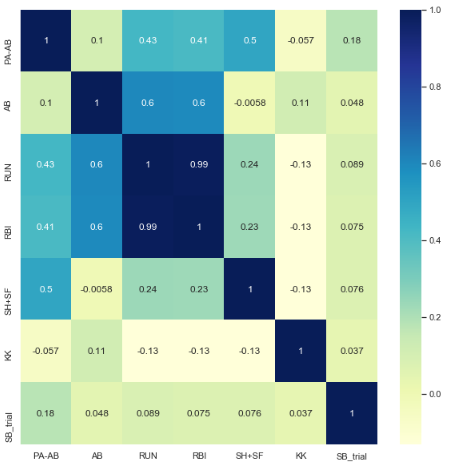 PA-AB 1 0.1 0.43 0.41 0.5 -0.057 0.18
AB 0.1 1 0.6 0.6 -0.0058 0.11 0.048
RUN 0.43 0.6 1 0.99 0.24 -0.13 0.089
RBI 0.41 0.6 0.99 1 0.23 -0.13 0.075
SH+SF 0.5 -0.0058 0.24 0.23 1 -0.13 0.076
KK -0.057 0.11 -0.13 -0.13 -0.13 1 0.037
SB_trial 0.18 0.048 0.089 0.075 0.076 0.037 1
PA-AB AB RUN RBI SH+SF KK SB_trial
1.0
0.8
0.6
0.4
0.2
0.0